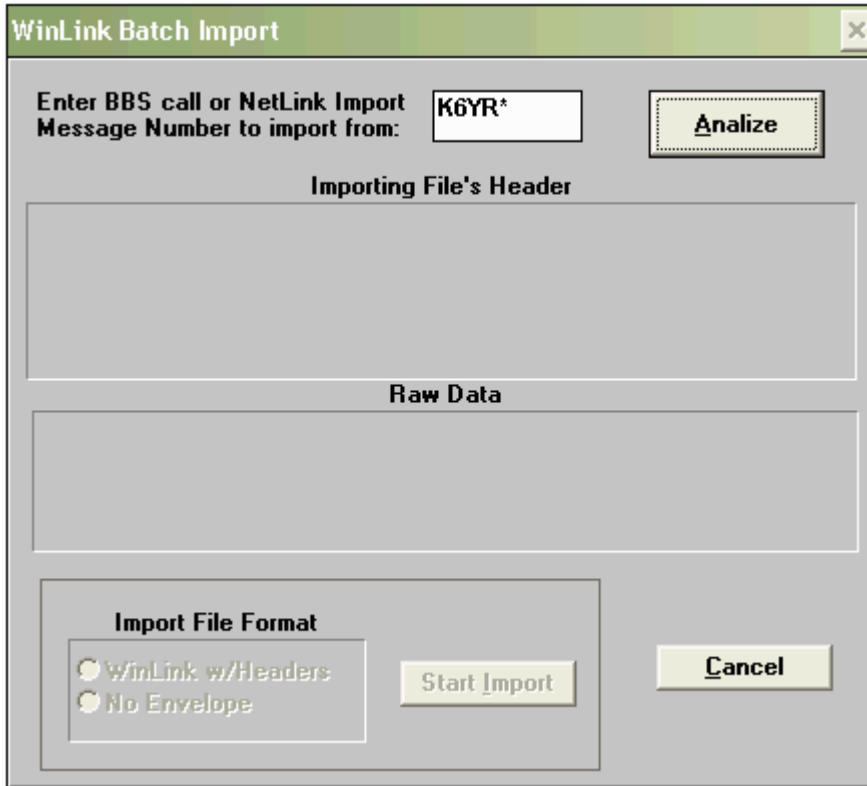 WinLink Batch Import
Enter BBS call or NetLink Import
Message Number to import from:
K6YR*
Analize
Importing File's Header
Raw Data
Import File Format
WinLink w/Headers
No Envelope
Start Import
Cancel